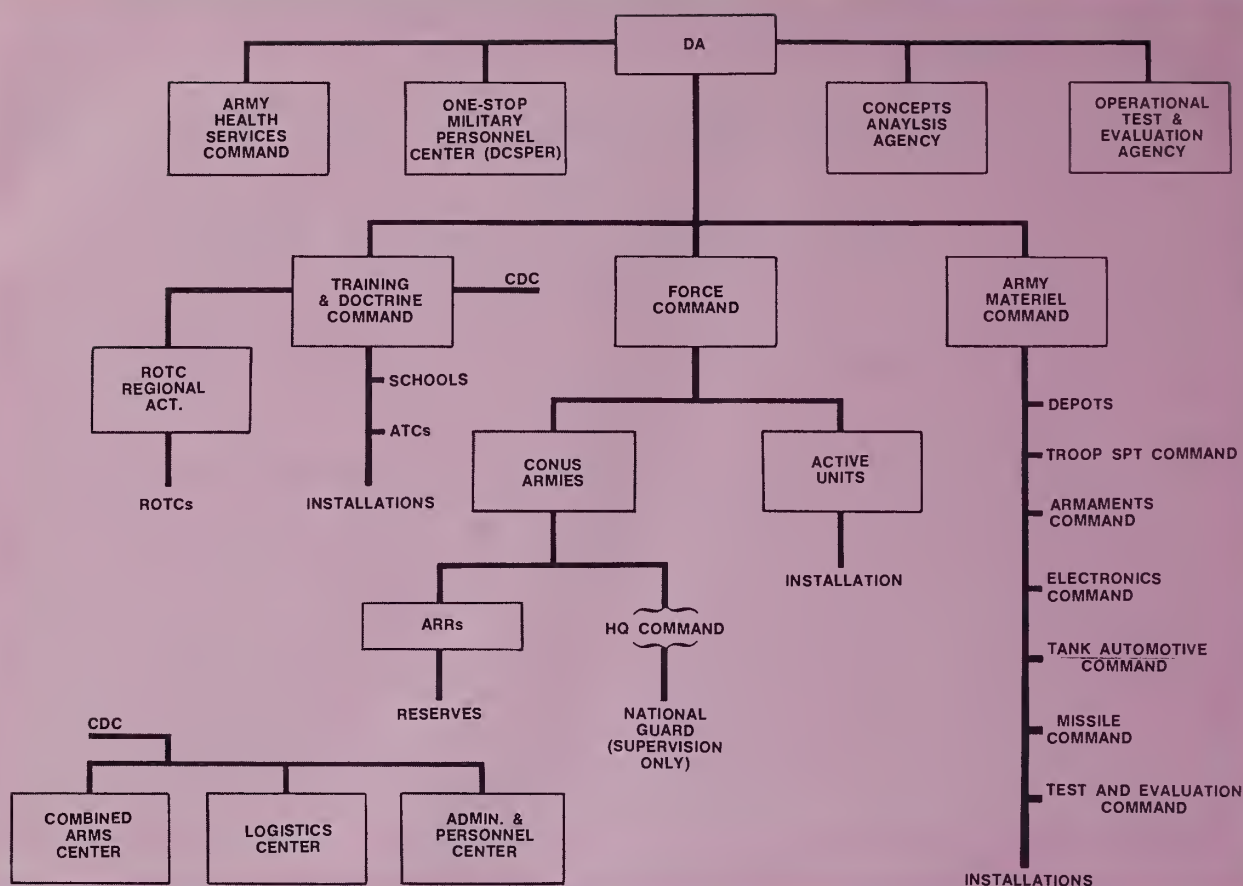 DA
ARMY
HEALTH
SERVICES
COMMAND
ONE-STOP
MILITARY
PERSONNEL
CENTER (DCSPER)
CONCEPTS
ANAYLSIS
AGENCY
OPERATIONAL
TEST &
EVALUATION
AGENCY
TRAINING
& DOCTRINE
COMMAND
CDC
FORCE
COMMAND
ARMY
MATERIEL
COMMAND
ROTC
REGIONAL
ACT.
ROTCs
SCHOOLS
ATCs
INSTALLATIONS
CONUS
ARMIES
ACTIVE
UNITS
INSTALLATION
ARRs
RESERVES
HQ COMMAND
NATIONAL
GUARD
(SUPERVISION
ONLY)
DEPOTS
TROOP SPT COMMAND
ARMAMENTS
COMMAND
ELECTRONICS
COMMAND
TANK AUTOMOTIVE
COMMAND
MISSILE
COMMAND
TEST AND EVALUATION
COMMAND
INSTALLATIONS
CDC
COMBINED
ARMS
CENTER
LOGISTICS
CENTER
ADMIN. &
PERSONNEL
CENTER